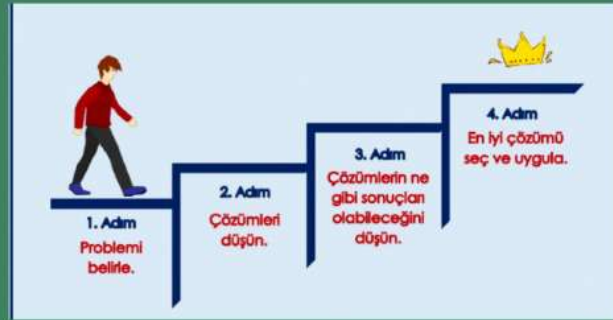 1. Adım
Problemi
belirle.
2. Adım
Çözümleri
düşün.
3. Adım
Çözümlerin ne
gibi sonuçları
olabileceğini
düşün.
4. Adım
En iyi çözümü
seç ve uygula.